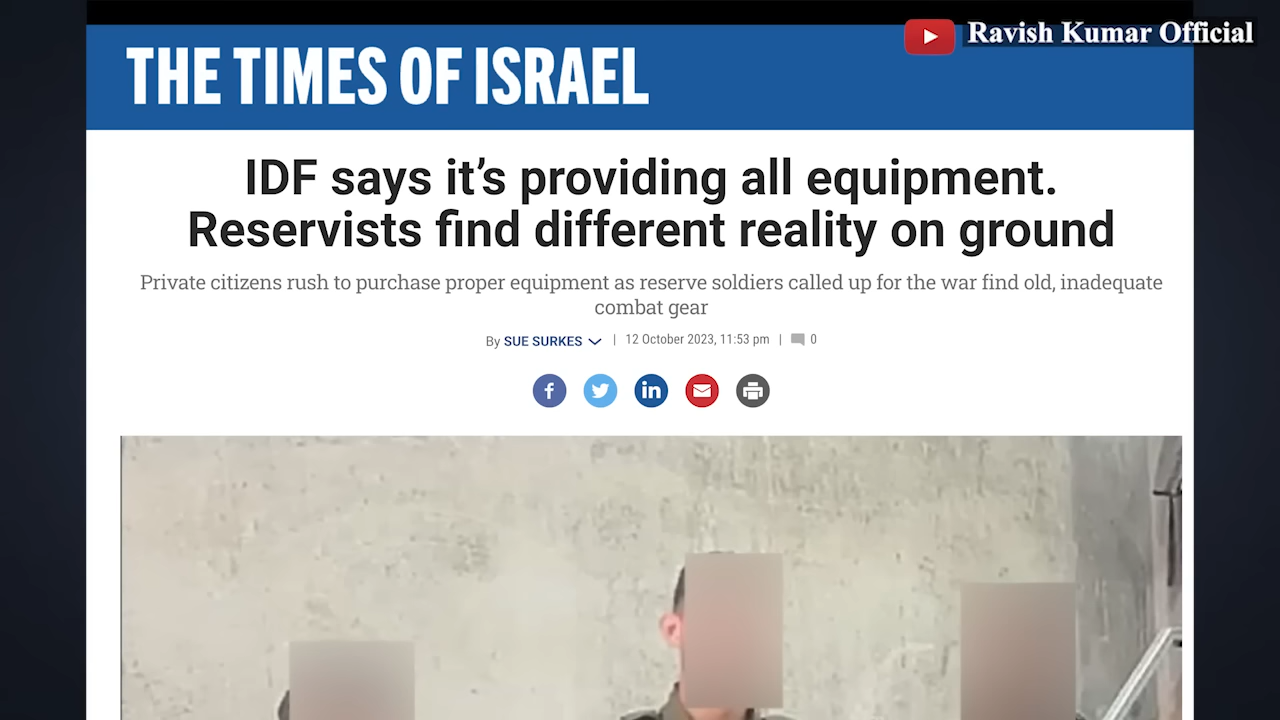 Ravish Kumar Official
THE TIMES OF ISRAEL
IDF says it’s providing all equipment.
Reservists find different reality on ground
Private citizens rush to purchase proper equipment as reserve soldiers called up for the war find old, inadequate
combat gear
By SUE SURKES | 12 October 2023, 11:53 pm | 0
f in